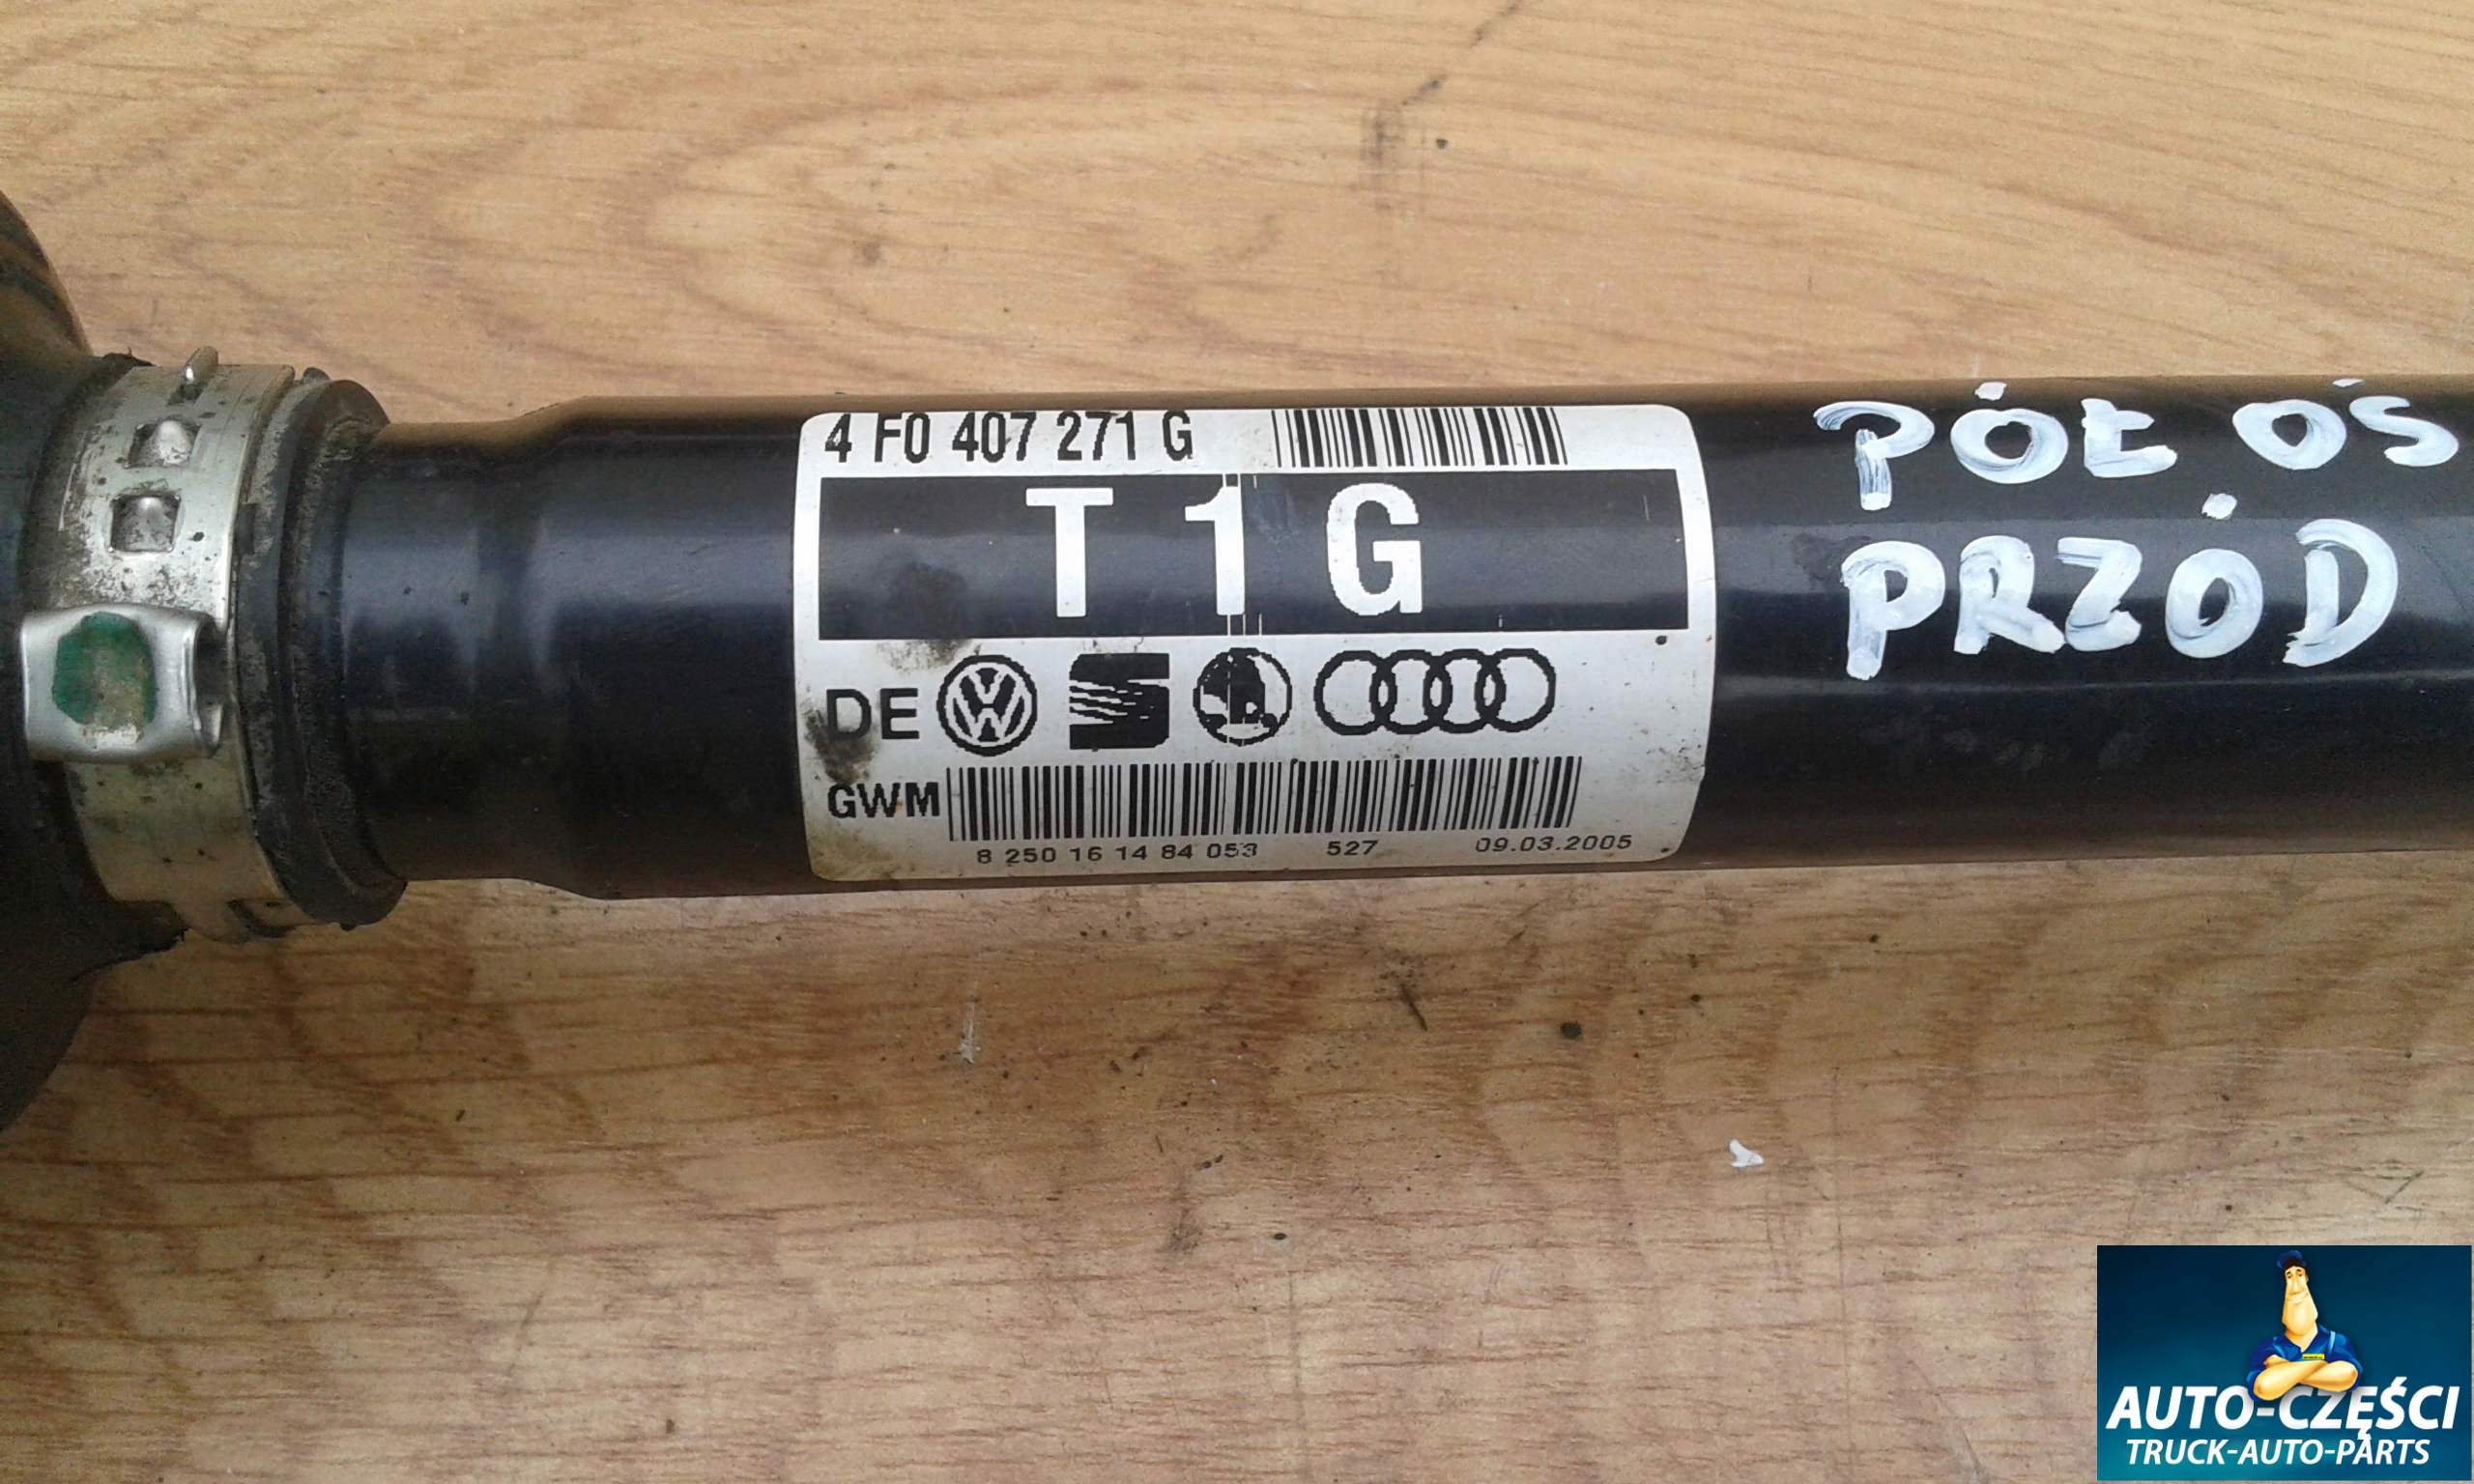 4 F0 407 271 G
T 1 G
DE
GWM
8 250 16 14 84 053 527 09.03.2005
PÓŁ OŚ
PRZÓD
AUTO-CZĘŚCI
TRUCK-AUTO-PARTS